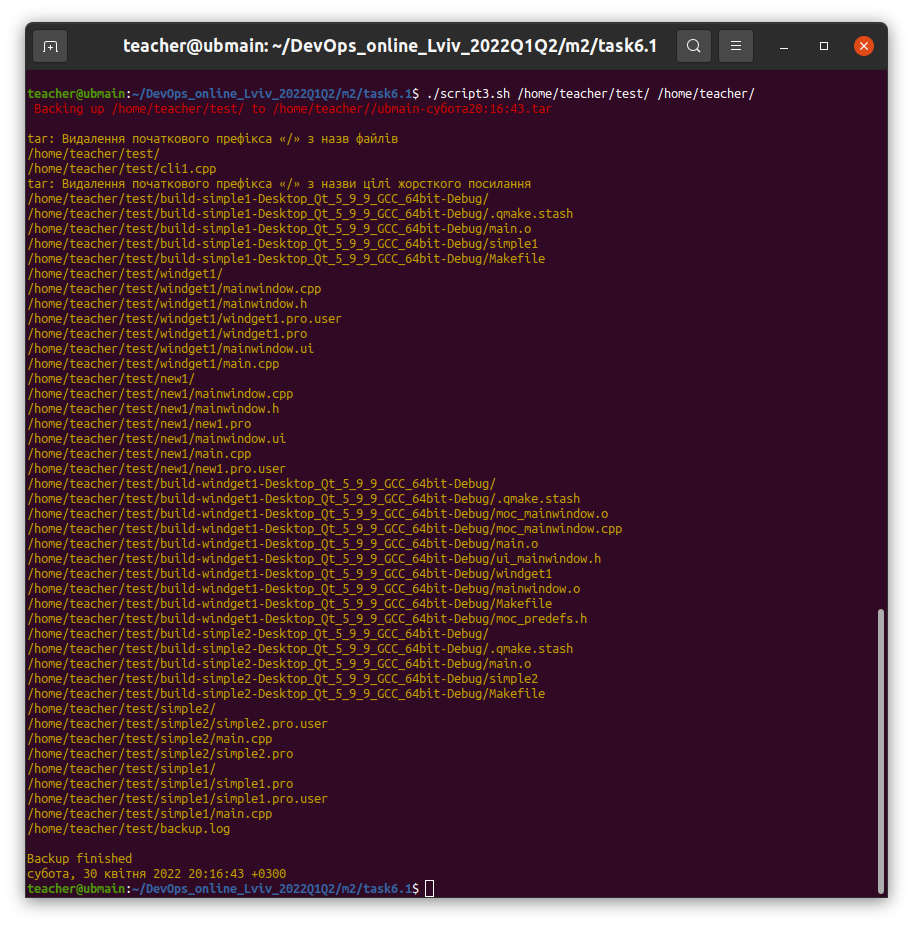 teacher@ubmain: ~/DevOps_online_Lviv_2022Q1Q2/m2/task6.1
teacher@ubmain:~/DevOps_online_Lviv_2022Q1Q2/m2/task6.1$ ./script3.sh /home/teacher/test/ /home/teacher/
Backing up /home/teacher/test/ to /home/teacher//ubmain-субота20:16:43.tar
tar: Видалення початкового префікса «/» з назв файлів
/home/teacher/test/
/home/teacher/test/cli1.cpp
tar: Видалення початкового префікса «/» з назви цілі жорсткого посилання
/home/teacher/test/build-simple1-Desktop_Qt_5_9_9_GCC_64bit-Debug/
/home/teacher/test/build-simple1-Desktop_Qt_5_9_9_GCC_64bit-Debug/.qmake.stash
/home/teacher/test/build-simple1-Desktop_Qt_5_9_9_GCC_64bit-Debug/main.o
/home/teacher/test/build-simple1-Desktop_Qt_5_9_9_GCC_64bit-Debug/simple1
/home/teacher/test/build-simple1-Desktop_Qt_5_9_9_GCC_64bit-Debug/Makefile
/home/teacher/test/windget1/
/home/teacher/test/windget1/mainwindow.cpp
/home/teacher/test/windget1/mainwindow.h
/home/teacher/test/windget1/windget1.pro.user
/home/teacher/test/windget1/windget1.pro
/home/teacher/test/windget1/mainwindow.ui
/home/teacher/test/windget1/main.cpp
/home/teacher/test/new1/
/home/teacher/test/new1/mainwindow.cpp
/home/teacher/test/new1/mainwindow.h
/home/teacher/test/new1/new1.pro
/home/teacher/test/new1/mainwindow.ui
/home/teacher/test/new1/main.cpp
/home/teacher/test/new1/new1.pro.user
/home/teacher/test/build-windget1-Desktop_Qt_5_9_9_GCC_64bit-Debug/
/home/teacher/test/build-windget1-Desktop_Qt_5_9_9_GCC_64bit-Debug/.qmake.stash
/home/teacher/test/build-windget1-Desktop_Qt_5_9_9_GCC_64bit-Debug/moc_mainwindow.o
/home/teacher/test/build-windget1-Desktop_Qt_5_9_9_GCC_64bit-Debug/moc_mainwindow.cpp
/home/teacher/test/build-windget1-Desktop_Qt_5_9_9_GCC_64bit-Debug/main.o
/home/teacher/test/build-windget1-Desktop_Qt_5_9_9_GCC_64bit-Debug/ui_mainwindow.h
/home/teacher/test/build-windget1-Desktop_Qt_5_9_9_GCC_64bit-Debug/windget1
/home/teacher/test/build-windget1-Desktop_Qt_5_9_9_GCC_64bit-Debug/mainwindow.o
/home/teacher/test/build-windget1-Desktop_Qt_5_9_9_GCC_64bit-Debug/Makefile
/home/teacher/test/build-windget1-Desktop_Qt_5_9_9_GCC_64bit-Debug/moc_predefs.h
/home/teacher/test/build-simple2-Desktop_Qt_5_9_9_GCC_64bit-Debug/
/home/teacher/test/build-simple2-Desktop_Qt_5_9_9_GCC_64bit-Debug/.qmake.stash
/home/teacher/test/build-simple2-Desktop_Qt_5_9_9_GCC_64bit-Debug/main.o
/home/teacher/test/build-simple2-Desktop_Qt_5_9_9_GCC_64bit-Debug/simple2
/home/teacher/test/build-simple2-Desktop_Qt_5_9_9_GCC_64bit-Debug/Makefile
/home/teacher/test/simple2/
/home/teacher/test/simple2/simple2.pro.user
/home/teacher/test/simple2/main.cpp
/home/teacher/test/simple2/simple2.pro
/home/teacher/test/simple1/
/home/teacher/test/simple1/simple1.pro
/home/teacher/test/simple1/simple1.pro.user
/home/teacher/test/simple1/main.cpp
/home/teacher/test/backup.log
Backup finished
субота, 30 квітня 2022 20:16:43 +0300
teacher@ubmain:~/DevOps_online_Lviv_2022Q1Q2/m2/task6.1$